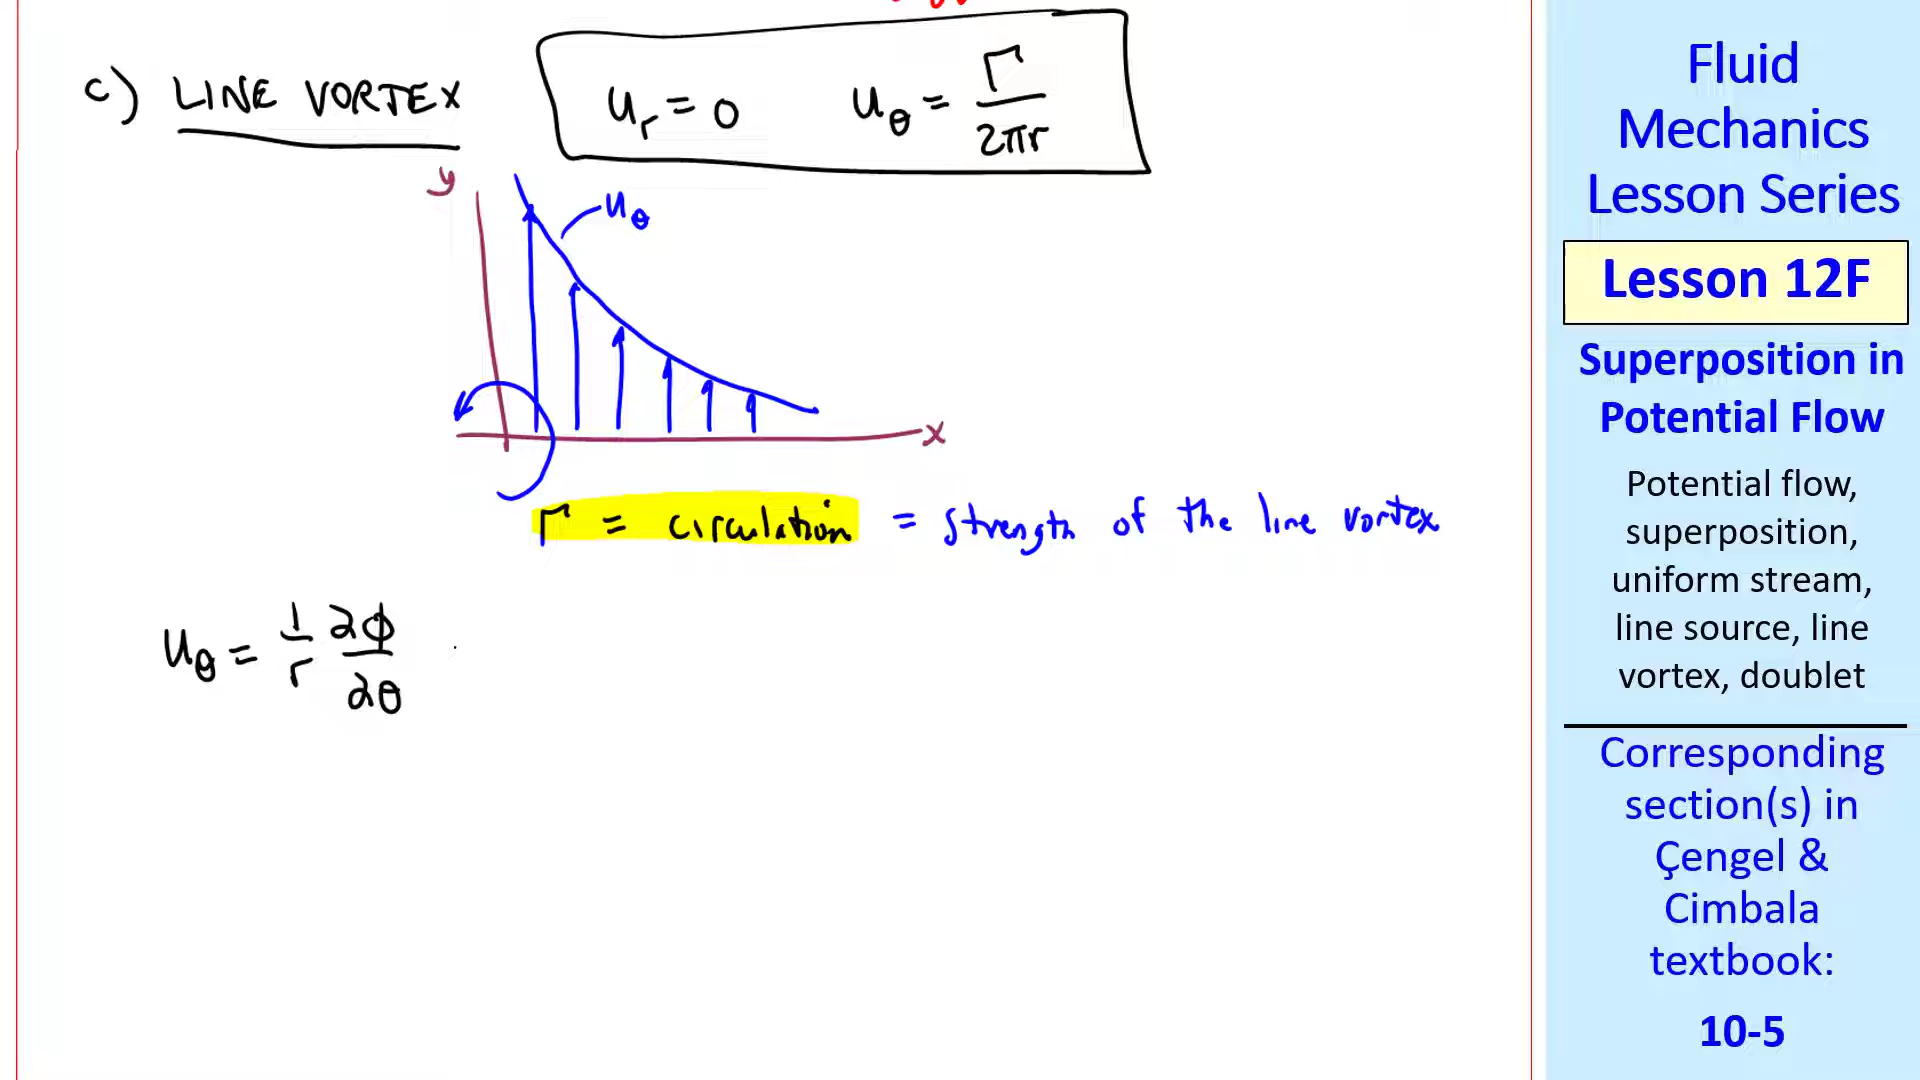 c) LINE VORTEX
u_r = 0 u_θ = Γ/2πr
y
u_θ
x
Γ = circulation = strength of the line vortex
u_θ = 1/r ∂φ/∂θ
Fluid
Mechanics
Lesson Series
Lesson 12F
Superposition in
Potential Flow
Potential flow,
superposition,
uniform stream,
line source, line
vortex, doublet
Corresponding
section(s) in
Çengel &
Cimbala
textbook:
10-5